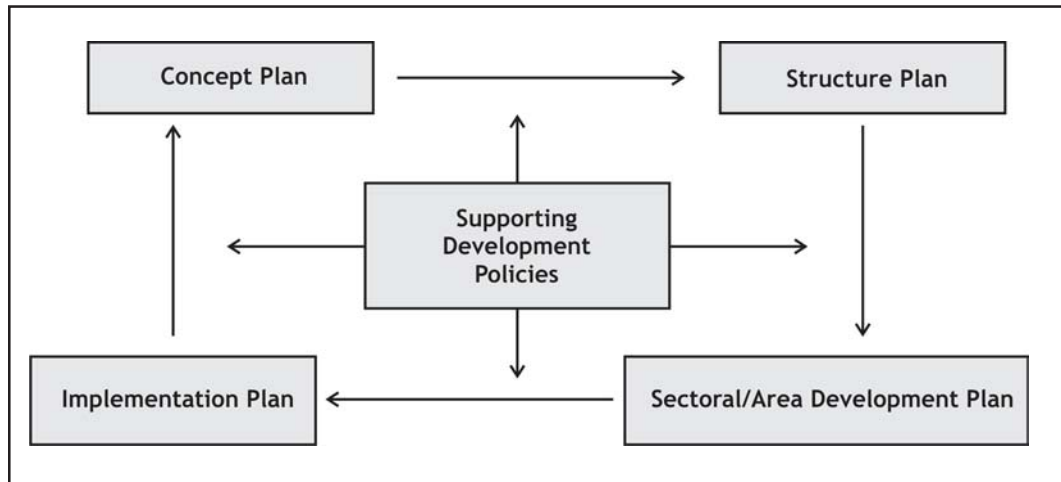 Concept Plan
Structure Plan
Supporting
Development
Policies
Implementation Plan
Sectoral/Area Development Plan